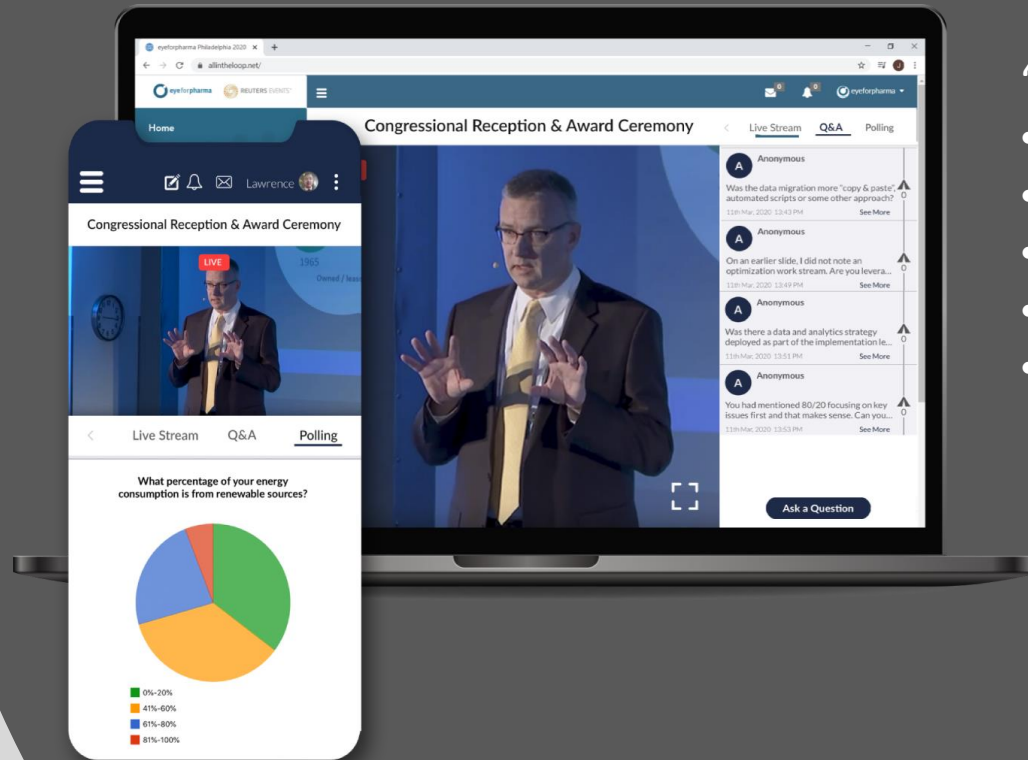 eyeforpharma Philadelphia 2020
allintheloop.net/
eyeforpharma
REUTERS EVENTS
0
0
eyeforpharma
Home
Congressional Reception & Award Ceremony
Live Stream
Q&A
Polling
A
Anonymous
Was the data migration more "copy & paste",
automated scripts or some other approach?
0
11th Mar, 2020 13:43 PM
See More
A
Anonymous
On an earlier slide, I did not note an
optimization work stream. Are you levera...
0
11th Mar, 2020 13:49 PM
See More
A
Anonymous
Was there a data and analytics strategy
deployed as part of the implementation le...
0
11th Mar, 2020 13:51 PM
See More
A
Anonymous
You had mentioned 80/20 focusing on key
issues first and that makes sense. Can you...
0
11th Mar, 2020 13:53 PM
See More
Ask a Question
Lawrence
Congressional Reception & Award Ceremony
LIVE
1965
Live Stream
Q&A
Polling
What percentage of your energy
consumption is from renewable sources?
0%-20%
41%-60%
61%-80%
81%-100%